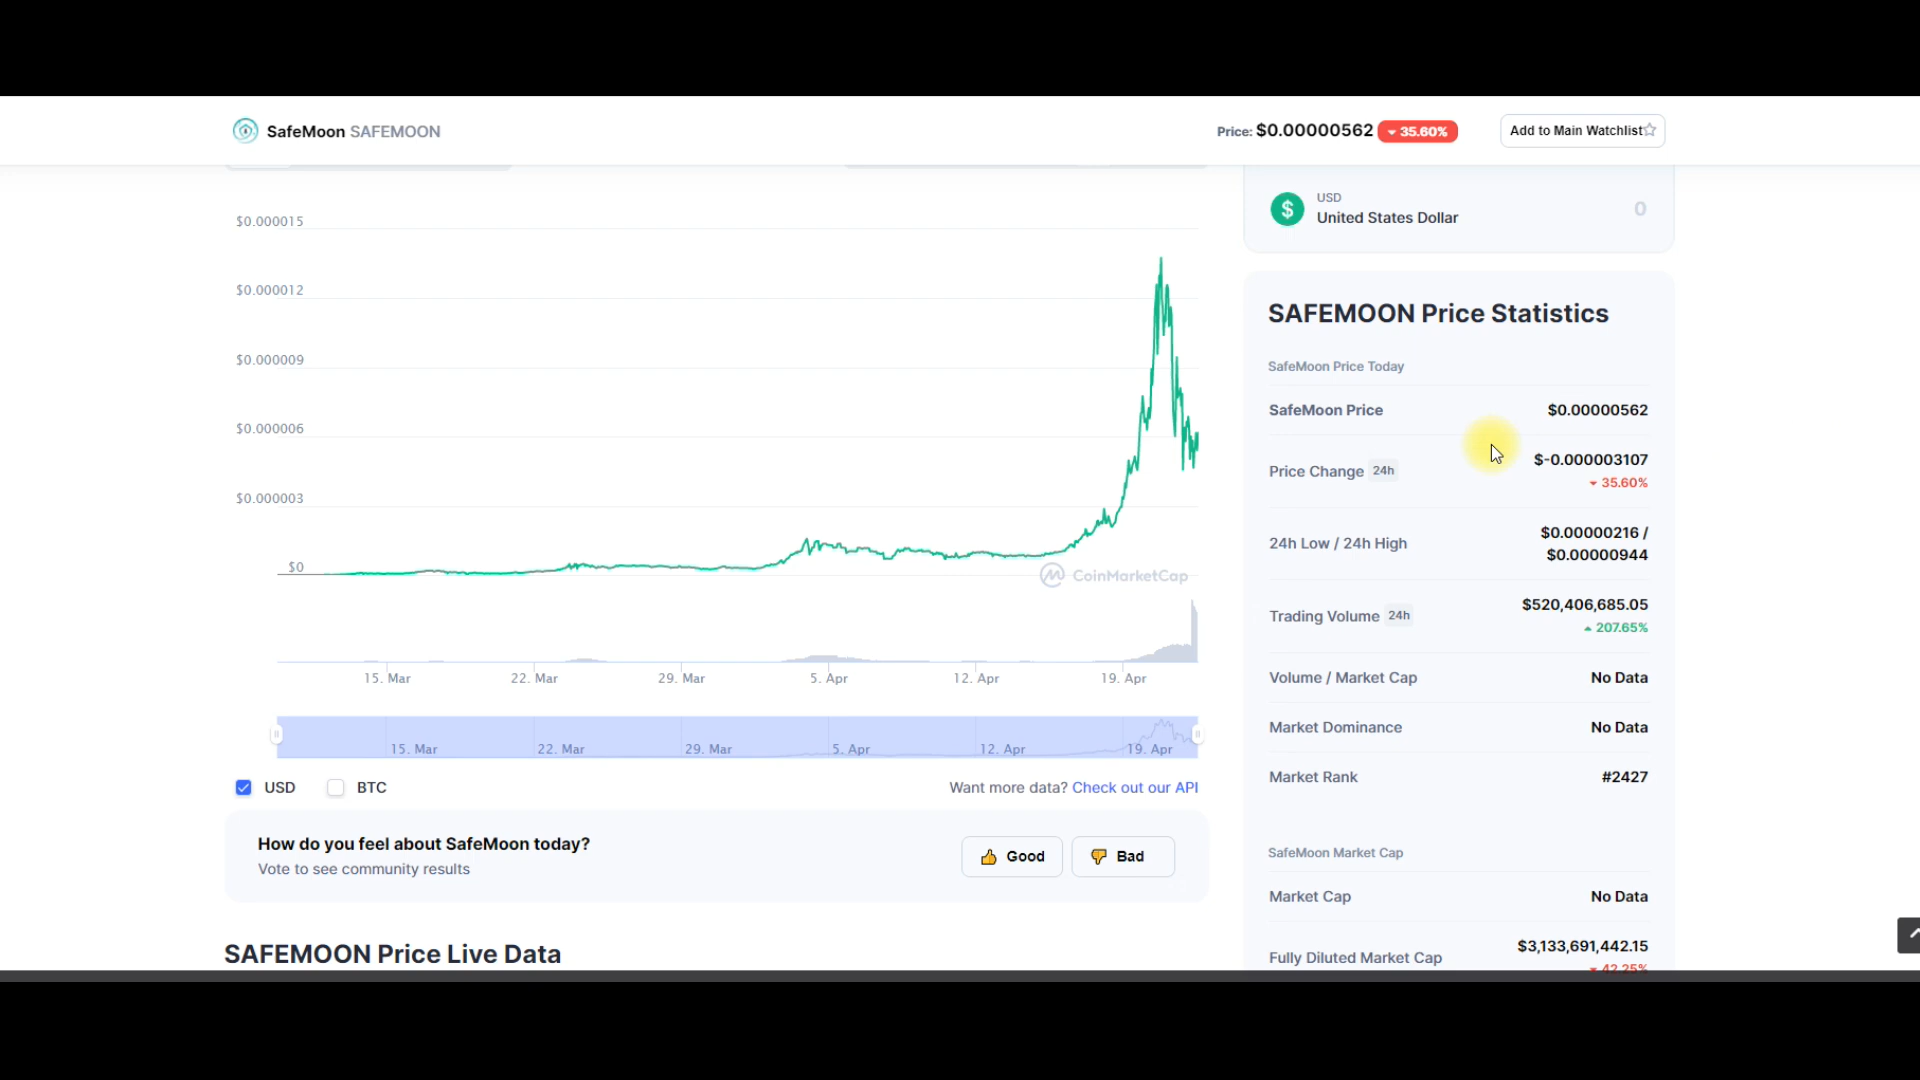 SafeMoon SAFEMOON
Price: $0.00000562 35.60%
Add to Main Watchlist
USD
United States Dollar
0
$0.000015
$0.000012
$0.000009
$0.000006
$0.000003
$0
CoinMarketCap
15. Mar 22. Mar 29. Mar 5. Apr 12. Apr 19. Apr
15. Mar 22. Mar 29. Mar 5. Apr 12. Apr 19. Apr
USD BTC
Want more data? Check out our API
How do you feel about SafeMoon today?
Vote to see community results
Good Bad
SAFEMOON Price Live Data
SAFEMOON Price Statistics
SafeMoon Price Today
SafeMoon Price $0.00000562
Price Change 24h $-0.000003107
35.60%
24h Low / 24h High $0.00000216 /
$0.00000944
Trading Volume 24h $520,406,685.05
207.65%
Volume / Market Cap No Data
Market Dominance No Data
Market Rank #2427
SafeMoon Market Cap
Market Cap No Data
Fully Diluted Market Cap $3,133,691,442.15
42.25%